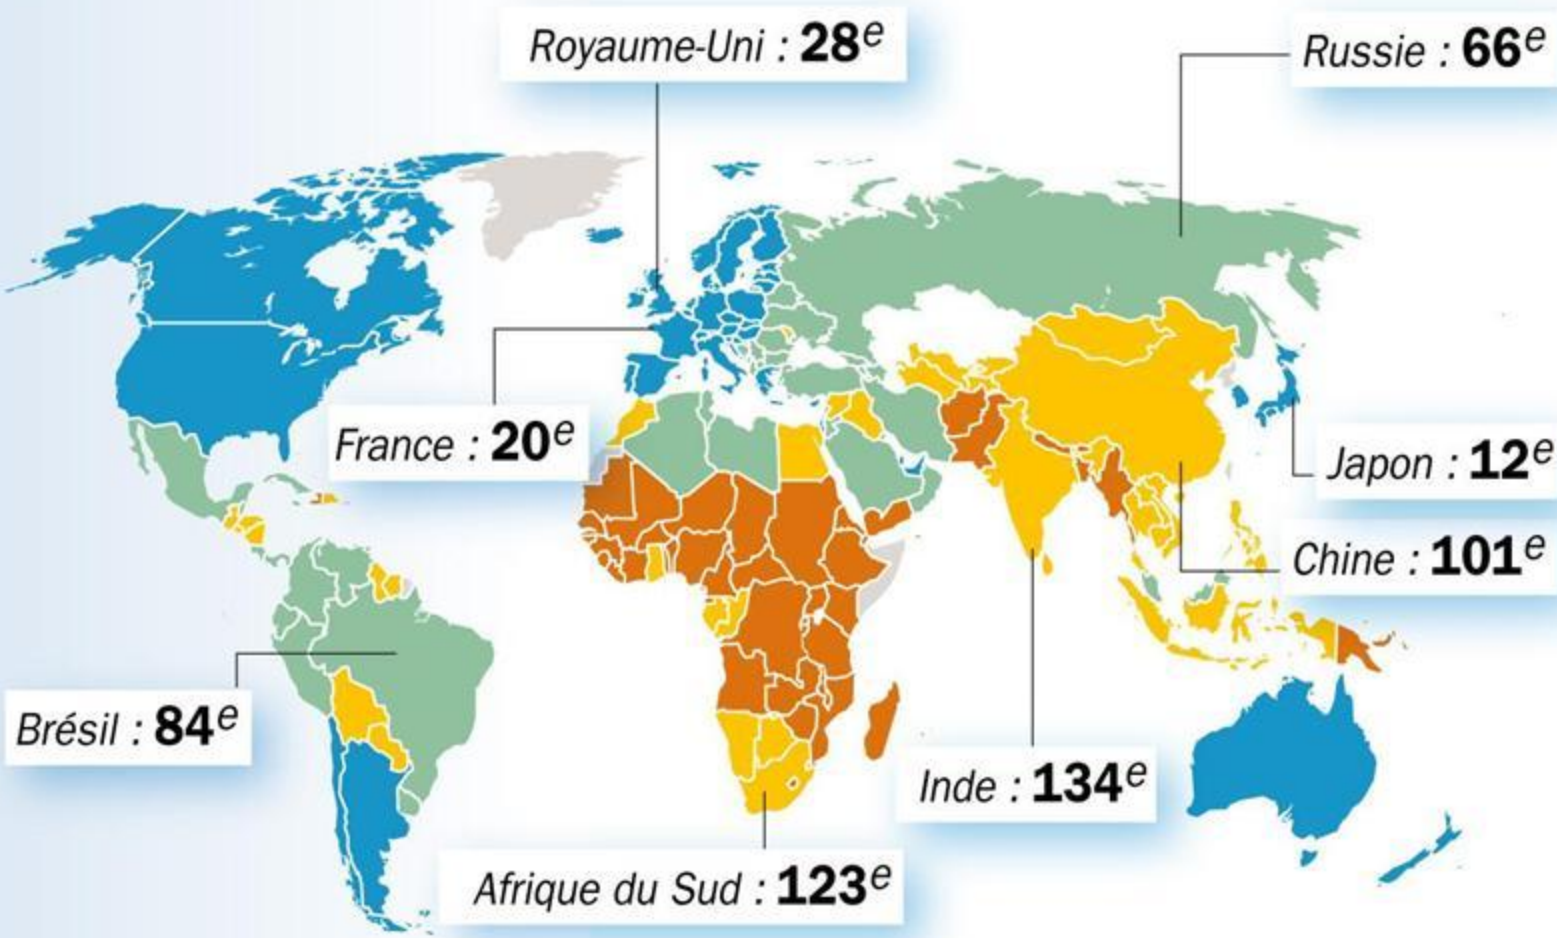 Royaume-Uni : 28e
Russie : 66e
France : 20e
Japon : 12e
Chine : 101e
Brésil : 84e
Inde : 134e
Afrique du Sud : 123e